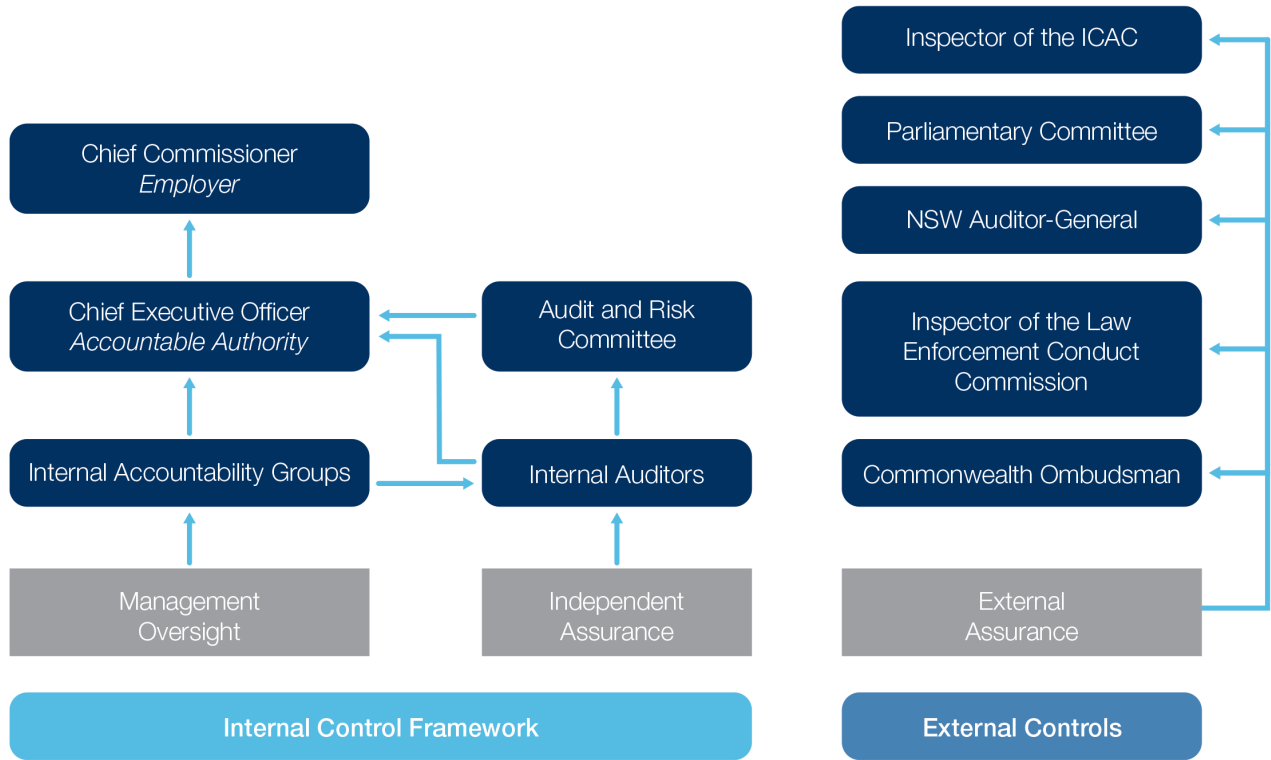 Inspector of the ICAC
Parliamentary Committee
Chief Commissioner
Employer
NSW Auditor-General
Chief Executive Officer
Accountable Authority
Audit and Risk
Committee
Inspector of the Law
Enforcement Conduct
Commission
Internal Accountability Groups
Internal Auditors
Commonwealth Ombudsman
Management
Oversight
Independent
Assurance
External
Assurance
Internal Control Framework
External Controls